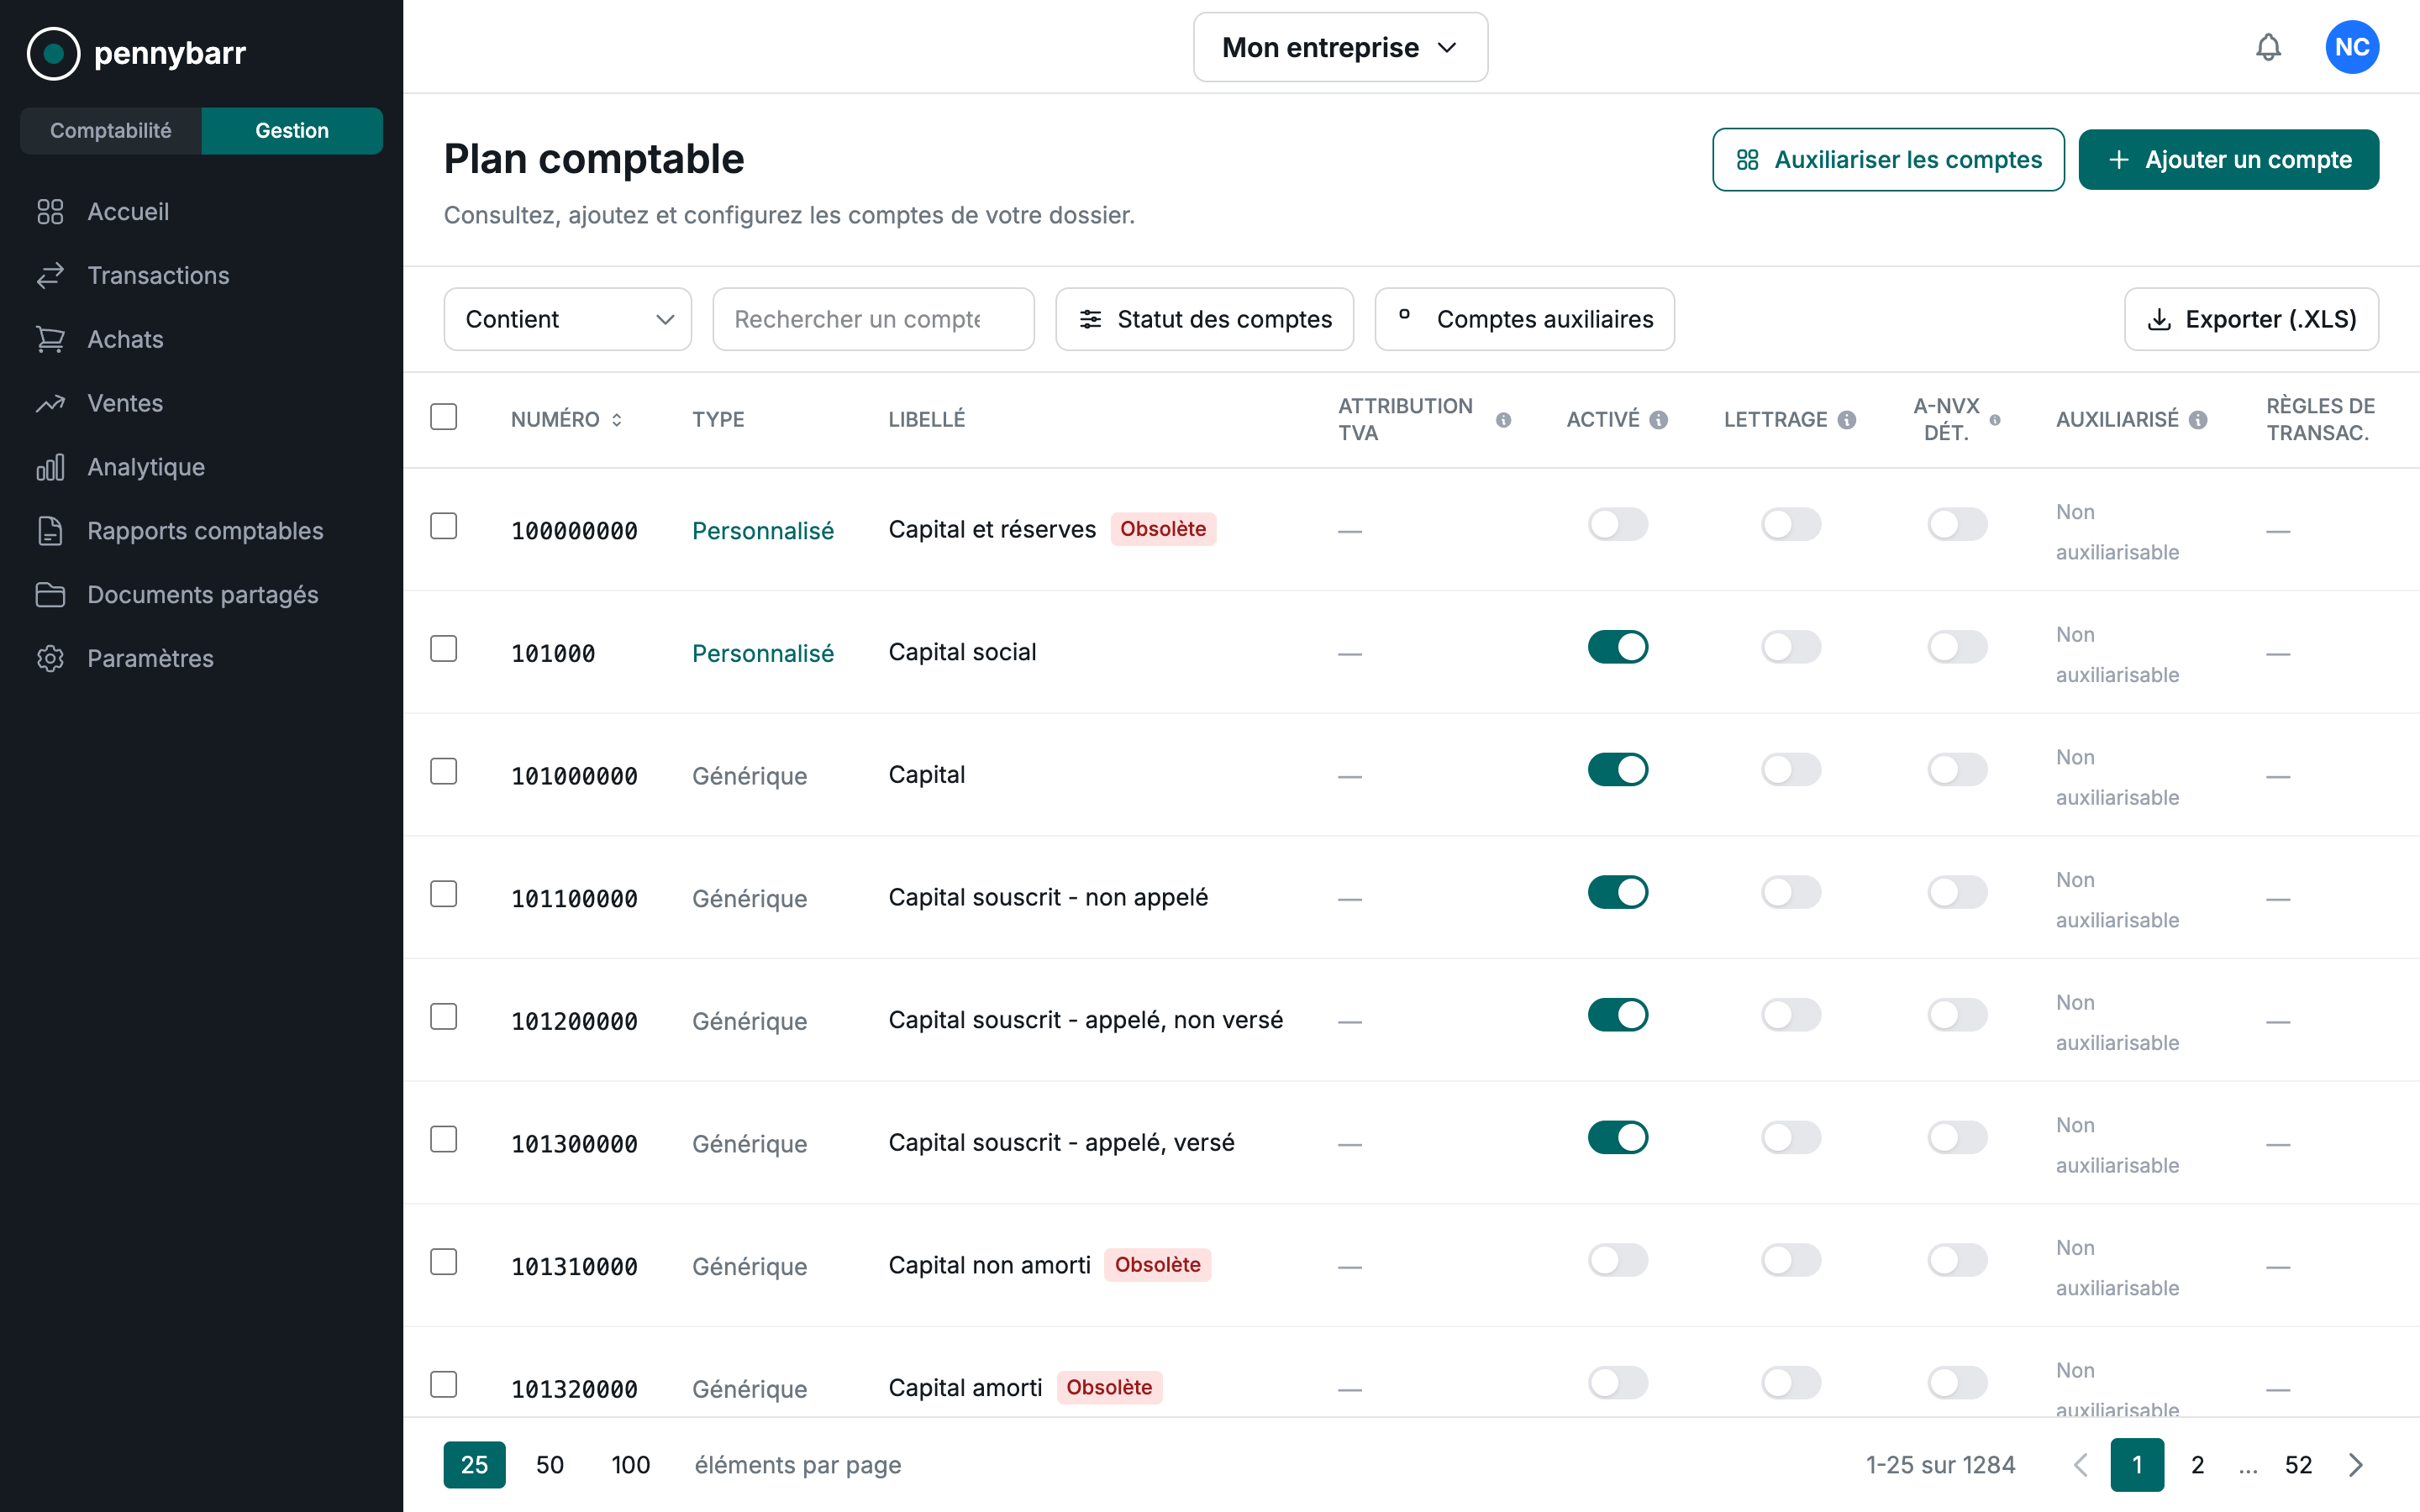 pennybarr
Comptabilité Gestion
Accueil
Transactions
Achats
Ventes
Analytique
Rapports comptables
Documents partagés
Paramètres
Mon entreprise
NC
Plan comptable
Consultez, ajoutez et configurez les comptes de votre dossier.
Auxiliariser les comptes
Ajouter un compte
Contient
Rechercher un compte
Statut des comptes
Comptes auxiliaires
Exporter (.XLS)
NUMÉRO TYPE LIBELLÉ ATTRIBUTION TVA ACTIVÉ LETTRAGE A-NVX DÉT. AUXILIARISÉ RÈGLES DE TRANSAC.
100000000 Personnalisé Capital et réserves Obsolète — Non auxiliarisable —
101000 Personnalisé Capital social — Non auxiliarisable —
101000000 Générique Capital — Non auxiliarisable —
101100000 Générique Capital souscrit - non appelé — Non auxiliarisable —
101200000 Générique Capital souscrit - appelé, non versé — Non auxiliarisable —
101300000 Générique Capital souscrit - appelé, versé — Non auxiliarisable —
101310000 Générique Capital non amorti Obsolète — Non auxiliarisable —
101320000 Générique Capital amorti Obsolète — Non auxiliarisable —
25 50 100 éléments par page
1-25 sur 1284
1 2 ... 52